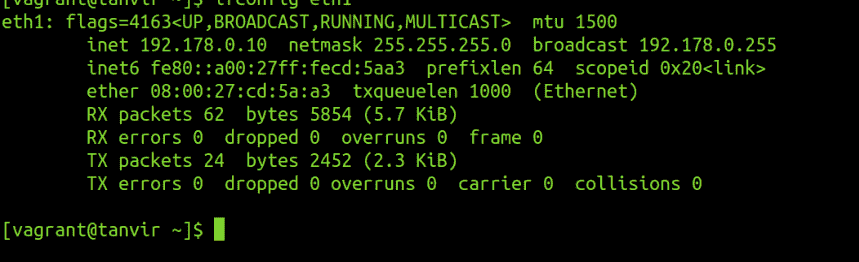 [vagrant@tanvir ~]$ ifconfig eth1
eth1: flags=4163<UP,BROADCAST,RUNNING,MULTICAST>  mtu 1500
        inet 192.178.0.10  netmask 255.255.255.0  broadcast 192.178.0.255
        inet6 fe80::a00:27ff:fecd:5aa3  prefixlen 64  scopeid 0x20<link>
        ether 08:00:27:cd:5a:a3  txqueuelen 1000  (Ethernet)
        RX packets 62  bytes 5854 (5.7 KiB)
        RX errors 0  dropped 0  overruns 0  frame 0
        TX packets 24  bytes 2452 (2.3 KiB)
        TX errors 0  dropped 0 overruns 0  carrier 0  collisions 0
[vagrant@tanvir ~]$